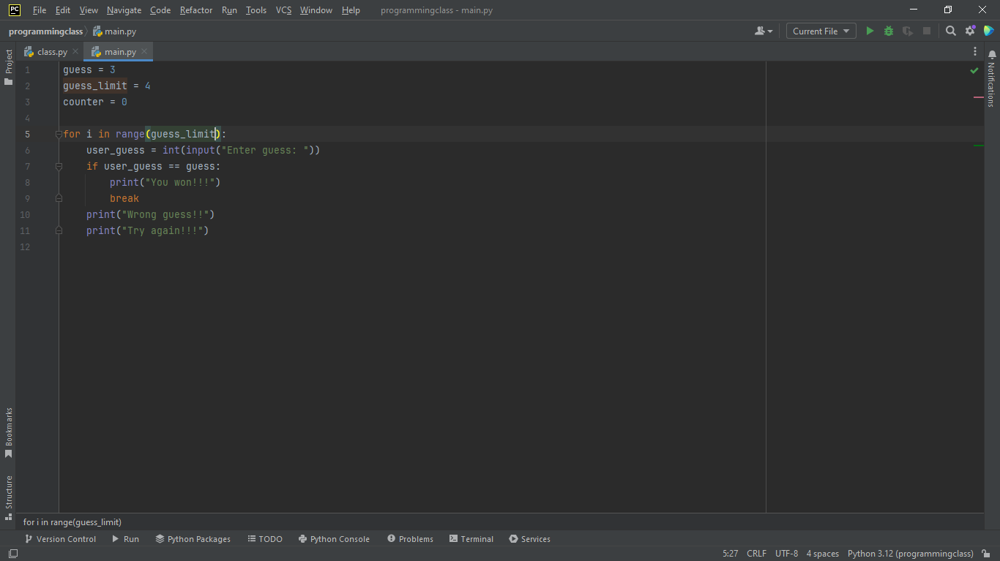 PC File Edit View Navigate Code Refactor Run Tools VCS Window Help programmingclass - main.py
programmingclass main.py Current File
Project class.py main.py
Notifications
1 guess = 3
2 guess_limit = 4
3 counter = 0
4
5 for i in range(guess_limit):
6 user_guess = int(input("Enter guess: "))
7 if user_guess == guess:
8 print("You won!!!")
9 break
10 print("Wrong guess!!")
11 print("Try again!!!")
12
Bookmarks
Structure
for i in range(guess_limit)
Version Control Run Python Packages TODO Python Console Problems Terminal Services
5:27 CRLF UTF-8 4 spaces Python 3.12 (programmingclass)